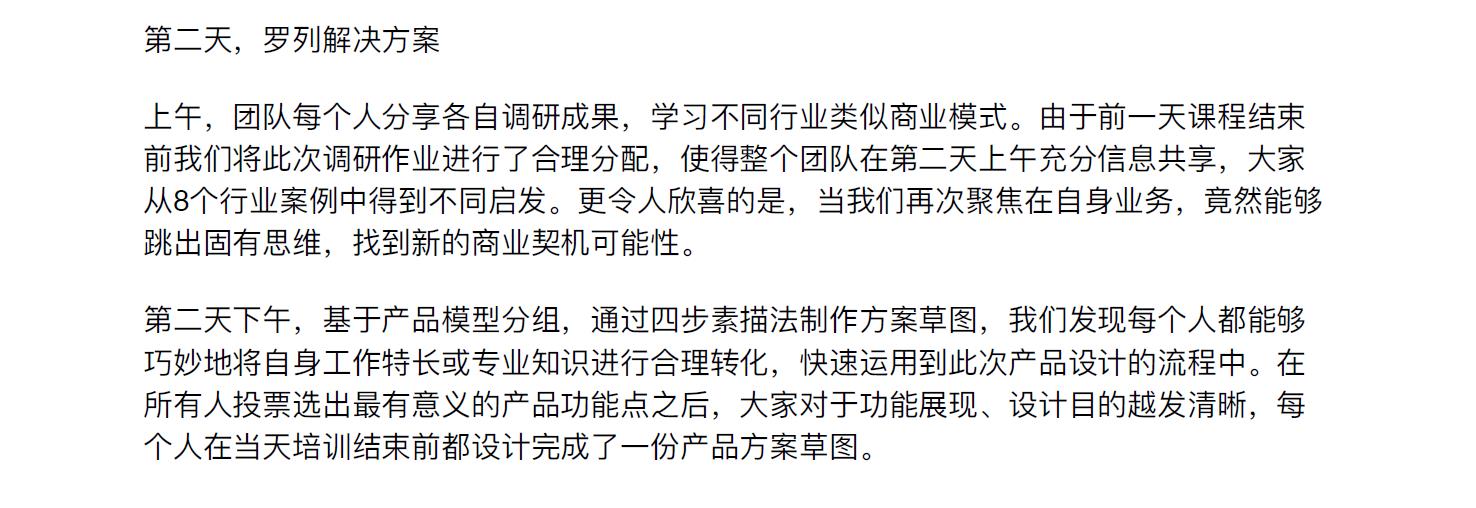 第二天，罗列解决方案
上午，团队每个人分享各自调研成果，学习不同行业类似商业模式。由于前一天课程结束
前我们将此次调研作业进行了合理分配，使得整个团队在第二天上午充分信息共享，大家
从8个行业案例中得到不同启发。更令人欣喜的是，当我们再次聚焦在自身业务，竟然能够
跳出固有思维，找到新的商业契机可能性。
第二天下午，基于产品模型分组，通过四步素描法制作方案草图，我们发现每个人都能够
巧妙地将自身工作特长或专业知识进行合理转化，快速运用到此次产品设计的流程中。在
所有人投票选出最有意义的产品功能点之后，大家对于功能展现、设计目的越发清晰，每
个人在当天培训结束前都设计完成了一份产品方案草图。